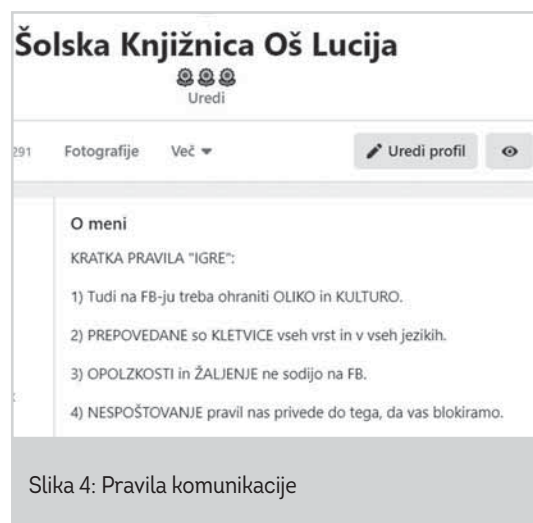 Šolska Knjižnica Oš Lucija
Uredi
291 Fotografije Več Uredi profil
O meni
KRATKA PRAVILA "IGRE":
1) Tudi na FB-ju treba ohraniti OLIKO in KULTURO.
2) PREPOVEDANE so KLETVICE vseh vrst in v vseh jezikih.
3) OPOLZKOSTI in ŽALJENJE ne sodijo na FB.
4) NESPOŠTOVANJE pravil nas privede do tega, da vas blokiramo.
Slika 4: Pravila komunikacije